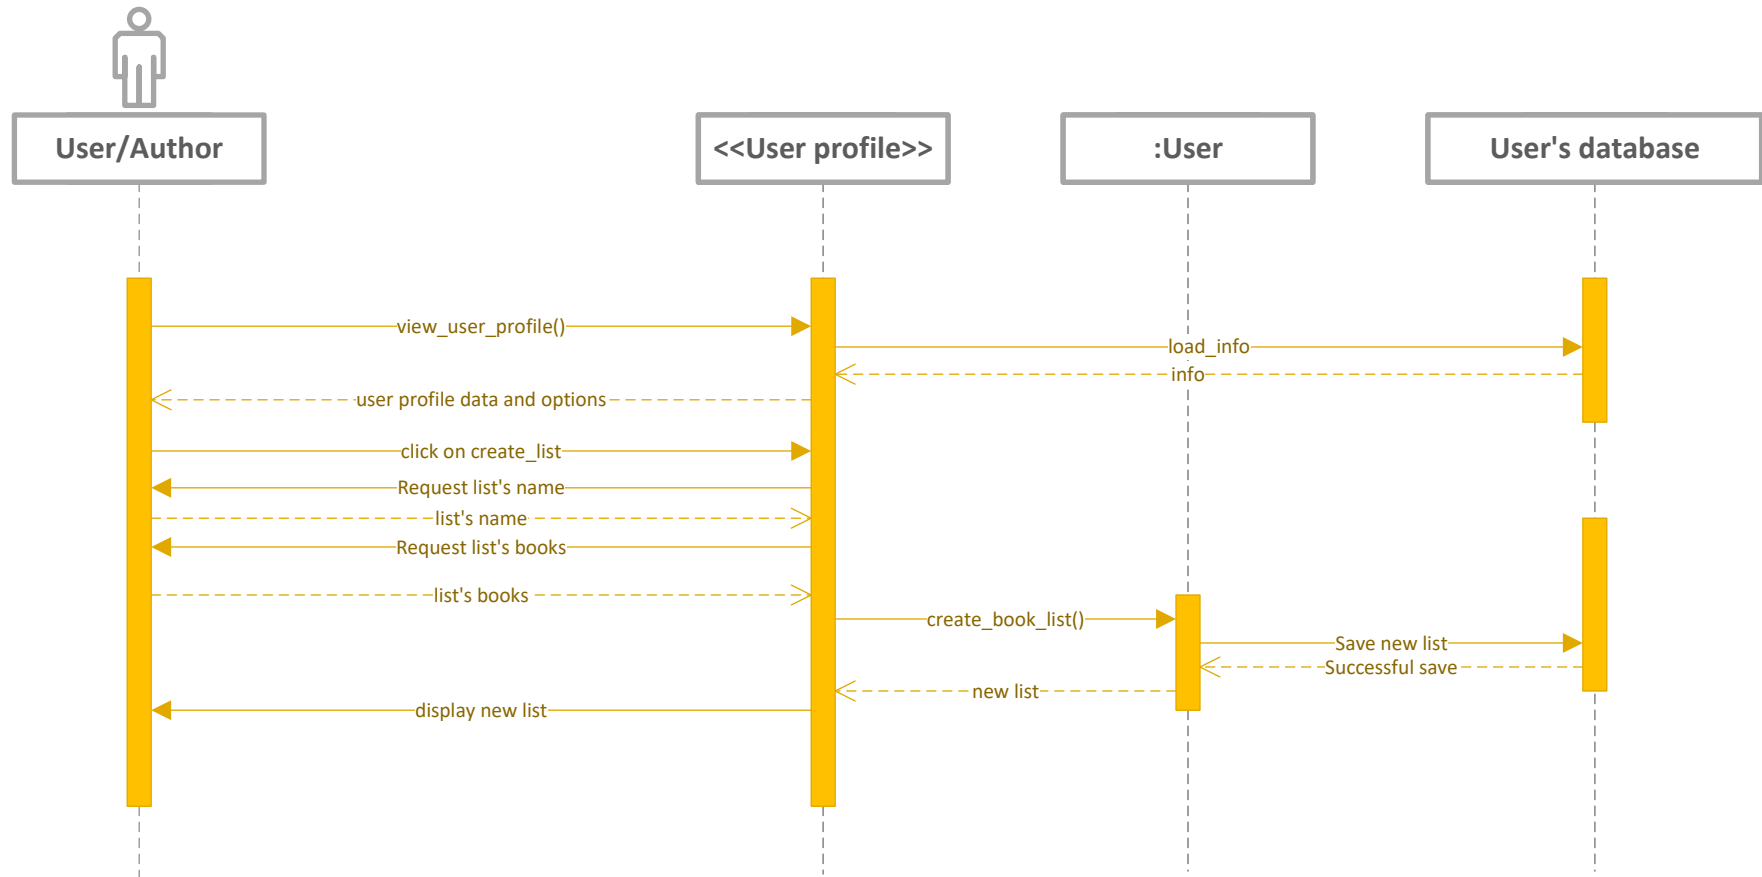 User/Author
<<User profile>>
:User
User's database
view_user_profile()
load_info
info
user profile data and options
click on create_list
Request list's name
list's name
Request list's books
list's books
create_book_list()
Save new list
Successful save
new list
display new list